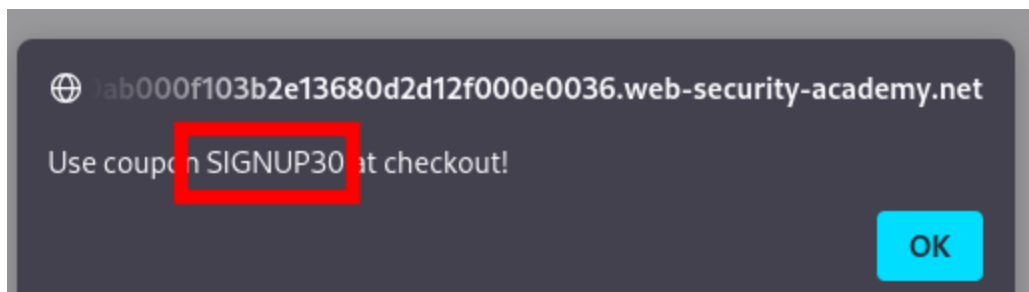 ab000f103b2e13680d2d12f000e0036.web-security-academy.net
Use coupon SIGNUP30 at checkout!
OK